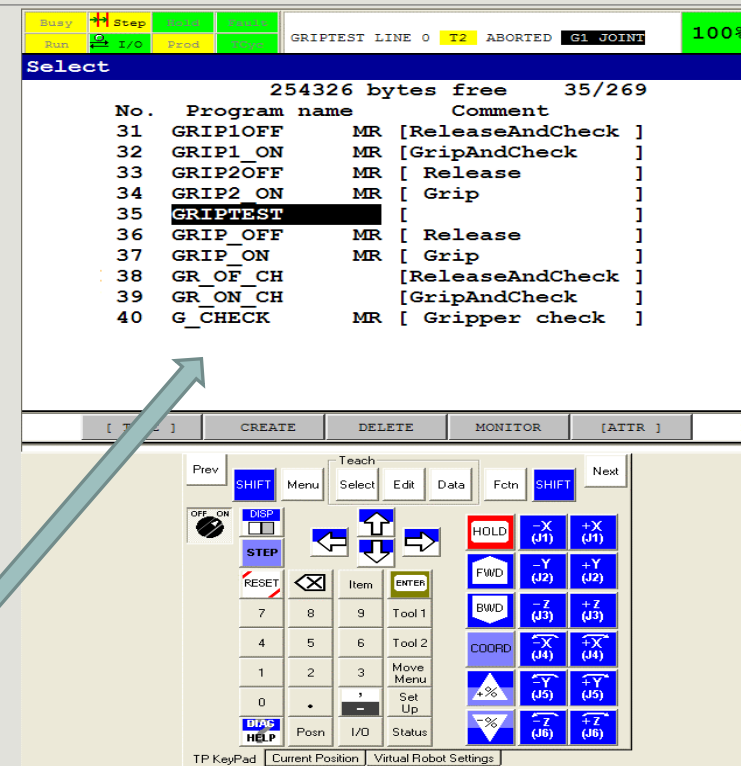 Busy Step Hold Fault
Run I/O Prod TCyc
GRIPTEST LINE 0 T2 ABORTED G1 JOINT 100%
Select
254326 bytes free 35/269
No. Program name Comment
31 GRIP1OFF MR [ReleaseAndCheck ]
32 GRIP1_ON MR [GripAndCheck ]
33 GRIP2OFF MR [ Release ]
34 GRIP2_ON MR [ Grip ]
35 GRIPTEST [ ]
36 GRIP_OFF MR [ Release ]
37 GRIP_ON MR [ Grip ]
38 GR_OF_CH [ReleaseAndCheck ]
39 GR_ON_CH [GripAndCheck ]
40 G_CHECK MR [ Gripper check ]
CREATE DELETE MONITOR [ATTR ]
Teach
Prev SHIFT Menu Select Edit Data Fctn SHIFT Next
OFF ON DISP
STEP
HOLD -X (J1) +X (J1)
RESET Item ENTER FWD -Y (J2) +Y (J2)
7 8 9 Tool 1 BWD -Z (J3) +Z (J3)
4 5 6 Tool 2 COORD -X (J4) +X (J4)
1 2 3 Move Menu +% -Y (J5) +Y (J5)
0 . , - Set Up
DIAG HELP Posn I/O Status -% -Z (J6) +Z (J6)
TP KeyPad Current Position Virtual Robot Settings